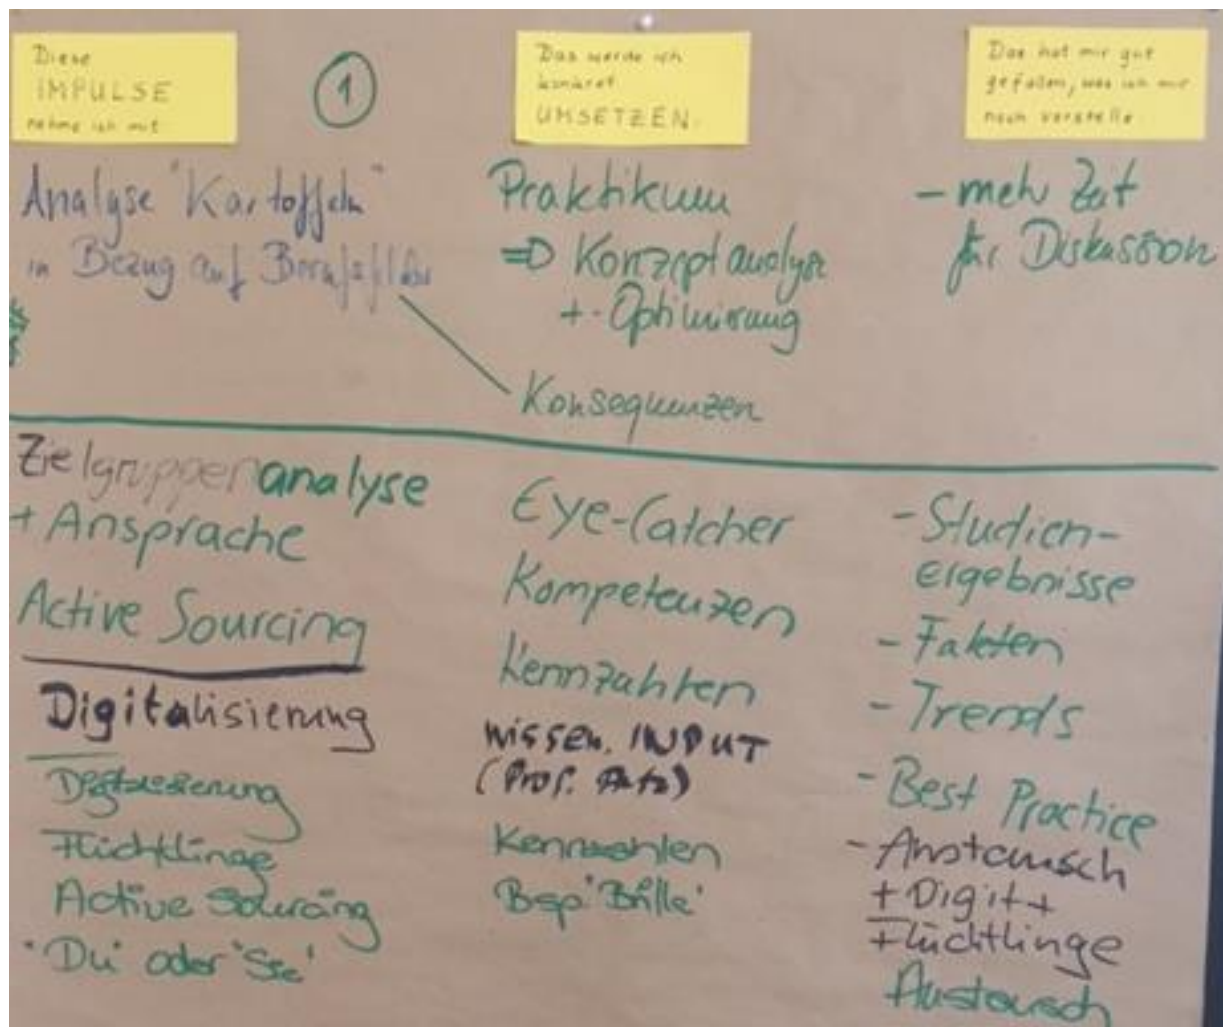 Diese
IMPULSE
nehme ich mit
1
Das werde ich
konkret
UMSETZEN.
Das hat mir gut
gefallen, was ich mir
noch vorstelle
Analyse "Kartoffeln"
in Bezug auf
Praktikum
=> Konzeptanalyse
+ Optimierung
Konsequenzen
- mehr Zeit
für Diskussion
Zielgruppenanalyse
+ Ansprache
Active Sourcing
Digitalisierung
Digitalisierung
Flüchtlinge
Active Sourcing
"Du" oder "Sie"
Eye-Catcher
Kompetenzen
Kennzahlen
wissen. INPUT
(Prof.
Kennzahlen
Bsp "Brille"
- Studien-
ergebnisse
- Fakten
- Trends
- Best Practice
- Austausch
+ Digit +
Flüchtlinge
Austausch